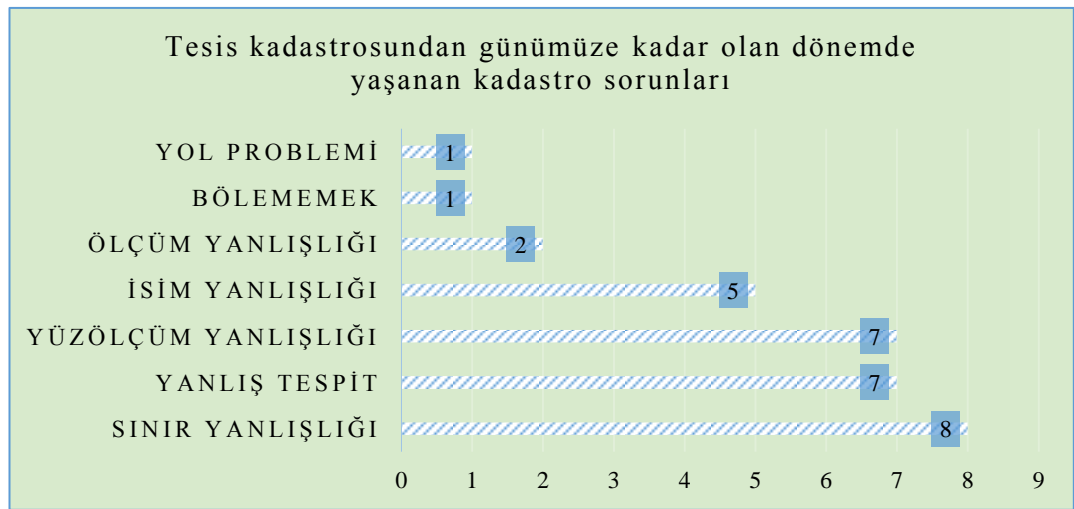 Tesis kadastrosundan günümüze kadar olan dönemde
yaşanan kadastro sorunları
YOL PROBLEMİ 1
BÖLEMEMEK 1
ÖLÇÜM YANLIŞLIĞI 2
İSİM YANLIŞLIĞI 5
YÜZÖLÇÜM YANLIŞLIĞI 7
YANLIŞ TESPİT 7
SINIR YANLIŞLIĞI 8
0 1 2 3 4 5 6 7 8 9